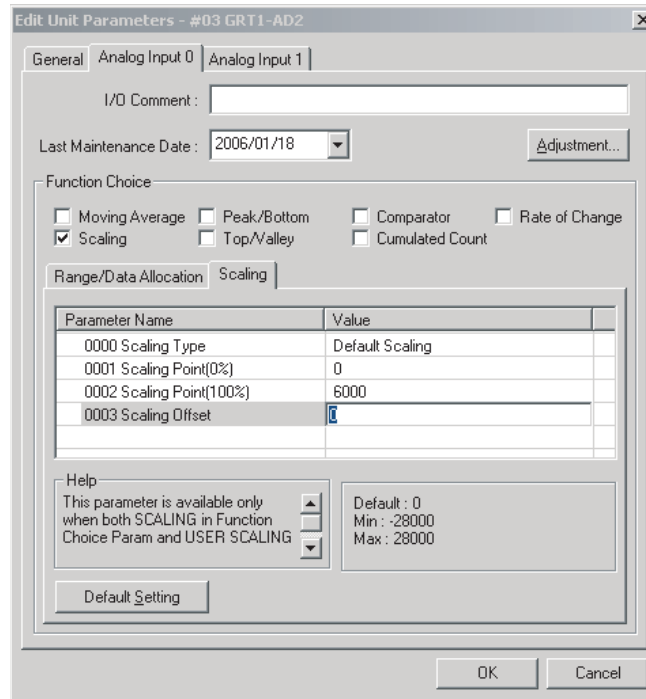 Edit Unit Parameters - #03 GRT1-AD2
General Analog Input 0 Analog Input 1
I/O Comment :
Last Maintenance Date : 2006/01/18 Adjustment...
Function Choice
Moving Average Peak/Bottom Comparator Rate of Change
Scaling Top/Valley Cumulated Count
Range/Data Allocation Scaling
Parameter Name Value
0000 Scaling Type Default Scaling
0001 Scaling Point(0%) 0
0002 Scaling Point(100%) 6000
0003 Scaling Offset 0
Help
This parameter is available only
when both SCALING in Function
Choice Param and USER SCALING
Default : 0
Min : -28000
Max : 28000
Default Setting
OK Cancel